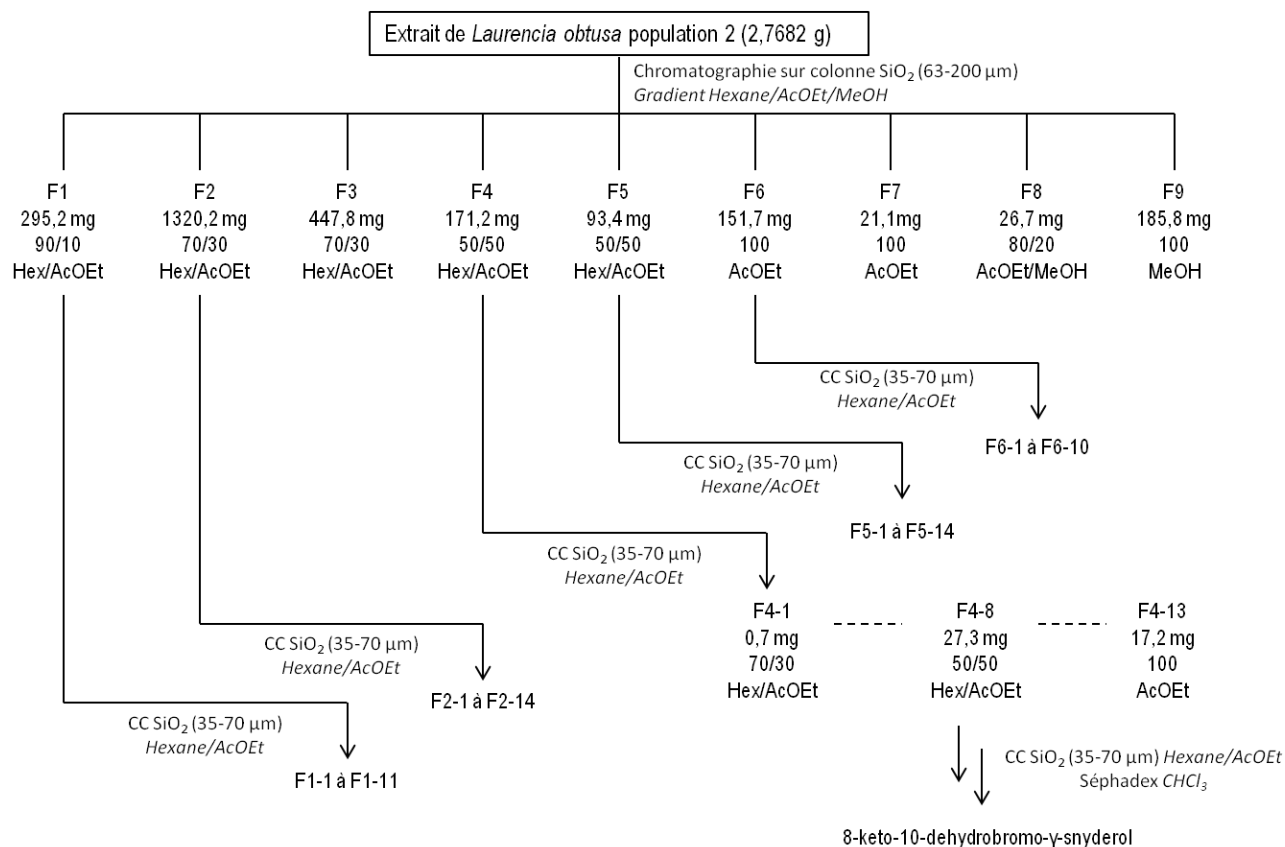 Extrait de Laurencia obtusa population 2 (2,7682 g)
Chromatographie sur colonne SiO₂ (63-200 µm)
Gradient Hexane/AcOEt/MeOH
F1
295,2 mg
90/10
Hex/AcOEt
F2
1320,2 mg
70/30
Hex/AcOEt
F3
447,8 mg
70/30
Hex/AcOEt
F4
171,2 mg
50/50
Hex/AcOEt
F5
93,4 mg
50/50
Hex/AcOEt
F6
151,7 mg
100
AcOEt
F7
21,1mg
100
AcOEt
F8
26,7 mg
80/20
AcOEt/MeOH
F9
185,8 mg
100
MeOH
CC SiO₂ (35-70 µm)
Hexane/AcOEt
F6-1 à F6-10
CC SiO₂ (35-70 µm)
Hexane/AcOEt
F5-1 à F5-14
CC SiO₂ (35-70 µm)
Hexane/AcOEt
F4-1
0,7 mg
70/30
Hex/AcOEt
F4-8
27,3 mg
50/50
Hex/AcOEt
F4-13
17,2 mg
100
AcOEt
CC SiO₂ (35-70 µm)
Hexane/AcOEt
F2-1 à F2-14
CC SiO₂ (35-70 µm)
Hexane/AcOEt
F1-1 à F1-11
CC SiO₂ (35-70 µm) Hexane/AcOEt
Séphadex CHCl₃
8-keto-10-dehydrobromo-γ-snyderol